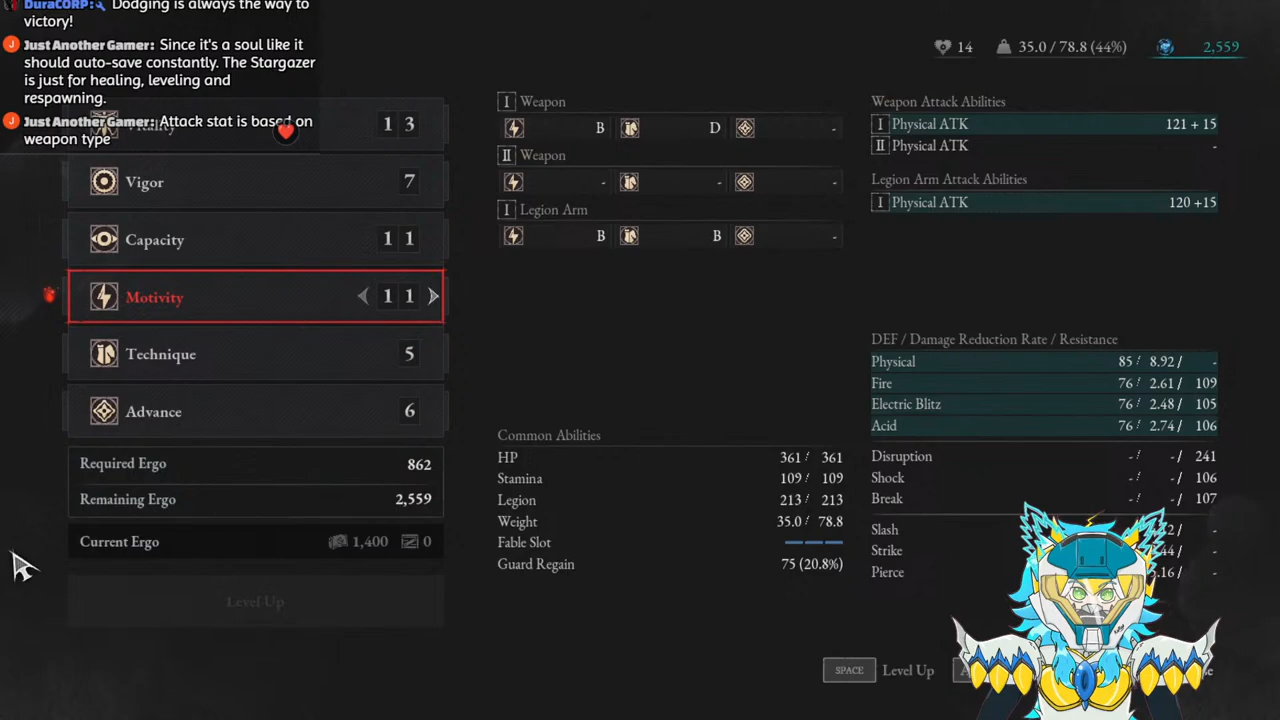 DuraCORP: Dodging is always the way to
victory!
Just Another Gamer: Since it's a soul like it
should auto-save constantly. The Stargazer
is just for healing, leveling and
respawning.
Just Another Gamer: Attack stat is based on
weapon type
14
35.0 / 78.8 (44%)
2,559
Vitality 1 3
Vigor 7
Capacity 1 1
Motivity 1 1
Technique 5
Advance 6
Required Ergo 862
Remaining Ergo 2,559
Current Ergo 1,400 0
Level Up
I Weapon
B D -
II Weapon
- - -
I Legion Arm
B B -
Common Abilities
HP 361 / 361
Stamina 109 / 109
Legion 213 / 213
Weight 35.0 / 78.8
Fable Slot
Guard Regain 75 (20.8%)
Weapon Attack Abilities
I Physical ATK 121 + 15
II Physical ATK -
Legion Arm Attack Abilities
I Physical ATK 120 +15
DEF / Damage Reduction Rate / Resistance
Physical 85 / 8.92 / -
Fire 76 / 2.61 / 109
Electric Blitz 76 / 2.48 / 105
Acid 76 / 2.74 / 106
Disruption - / - / 241
Shock - / - / 106
Break - / - / 107
Slash
Strike
Pierce
SPACE Level Up